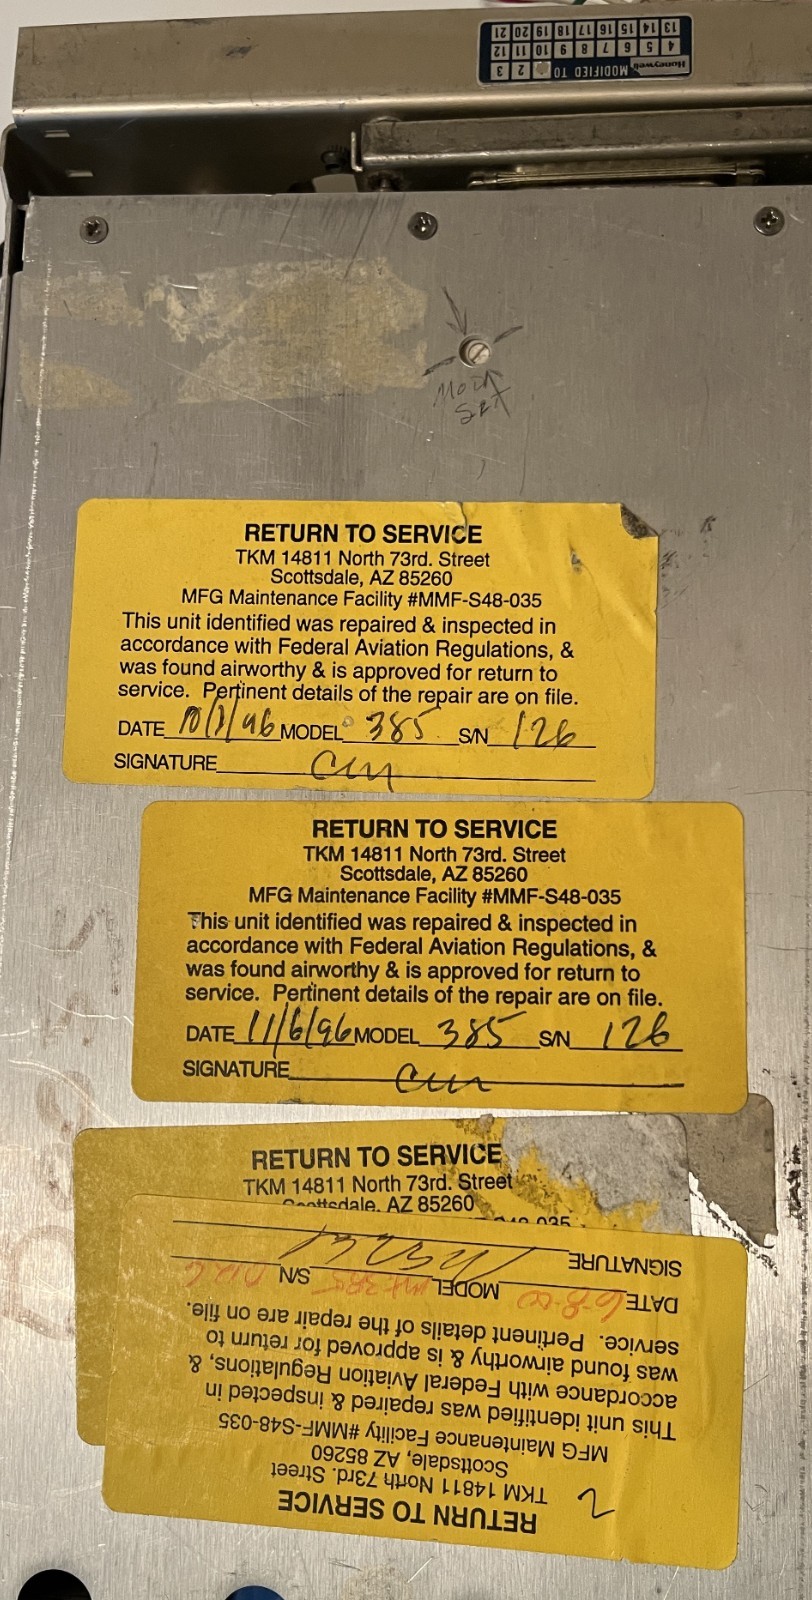 Honeywell
MODIFIED TO 2 3
4 5 6 7 8 9 10 11 12
13 14 15 16 17 18 19 20 21
RETURN TO SERVICE
TKM 14811 North 73rd. Street
Scottsdale, AZ 85260
MFG Maintenance Facility #MMF-S48-035
This unit identified was repaired & inspected in
accordance with Federal Aviation Regulations, &
was found airworthy & is approved for return to
service. Pertinent details of the repair are on file.
DATE 10/1/96 MODEL 385 S/N 126
SIGNATURE
RETURN TO SERVICE
TKM 14811 North 73rd. Street
Scottsdale, AZ 85260
MFG Maintenance Facility #MMF-S48-035
This unit identified was repaired & inspected in
accordance with Federal Aviation Regulations, &
was found airworthy & is approved for return to
service. Pertinent details of the repair are on file.
DATE 11/6/96 MODEL 385 S/N 126
SIGNATURE
RETURN TO SERVICE
TKM 14811 North 73rd. Street
Scottsdale, AZ 85260
RETURN TO SERVICE
2 TKM 14811 North 73rd. Street
Scottsdale, AZ 85260
MFG Maintenance Facility #MMF-S48-035
This unit identified was repaired & inspected in
accordance with Federal Aviation Regulations, &
was found airworthy & is approved for return to
service. Pertinent details of the repair are on file.
DATE 6-8-00 MODEL MX385 S/N 0126
SIGNATURE